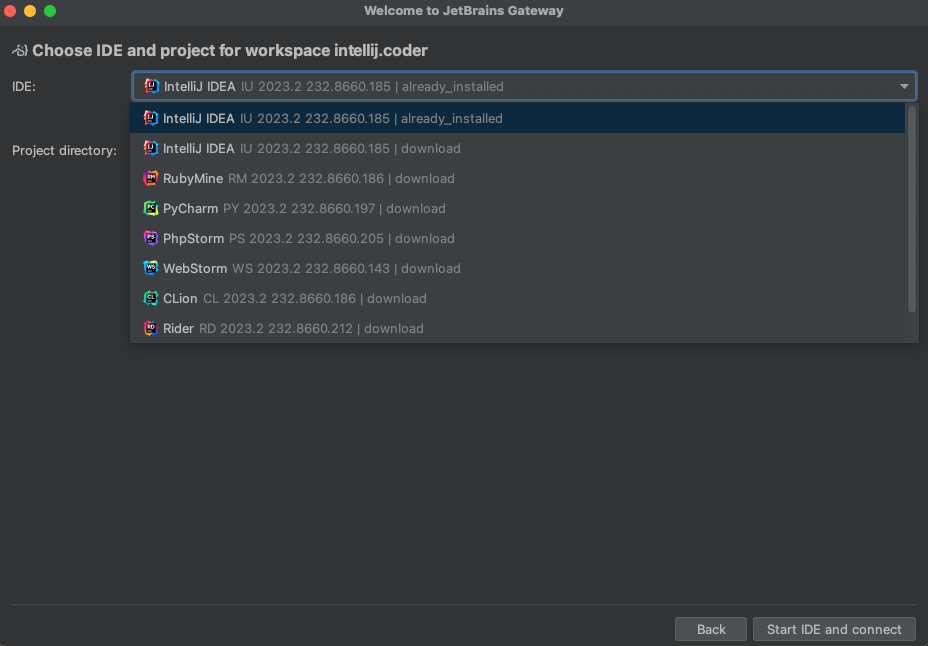 Welcome to JetBrains Gateway
Choose IDE and project for workspace intellij.coder
IDE: IntelliJ IDEA IU 2023.2 232.8660.185 | already_installed
IntelliJ IDEA IU 2023.2 232.8660.185 | already_installed
Project directory:
IntelliJ IDEA IU 2023.2 232.8660.185 | download
RM RubyMine RM 2023.2 232.8660.186 | download
PC PyCharm PY 2023.2 232.8660.197 | download
PS PhpStorm PS 2023.2 232.8660.205 | download
WS WebStorm WS 2023.2 232.8660.143 | download
CL CLion CL 2023.2 232.8660.186 | download
RD Rider RD 2023.2 232.8660.212 | download
Back Start IDE and connect